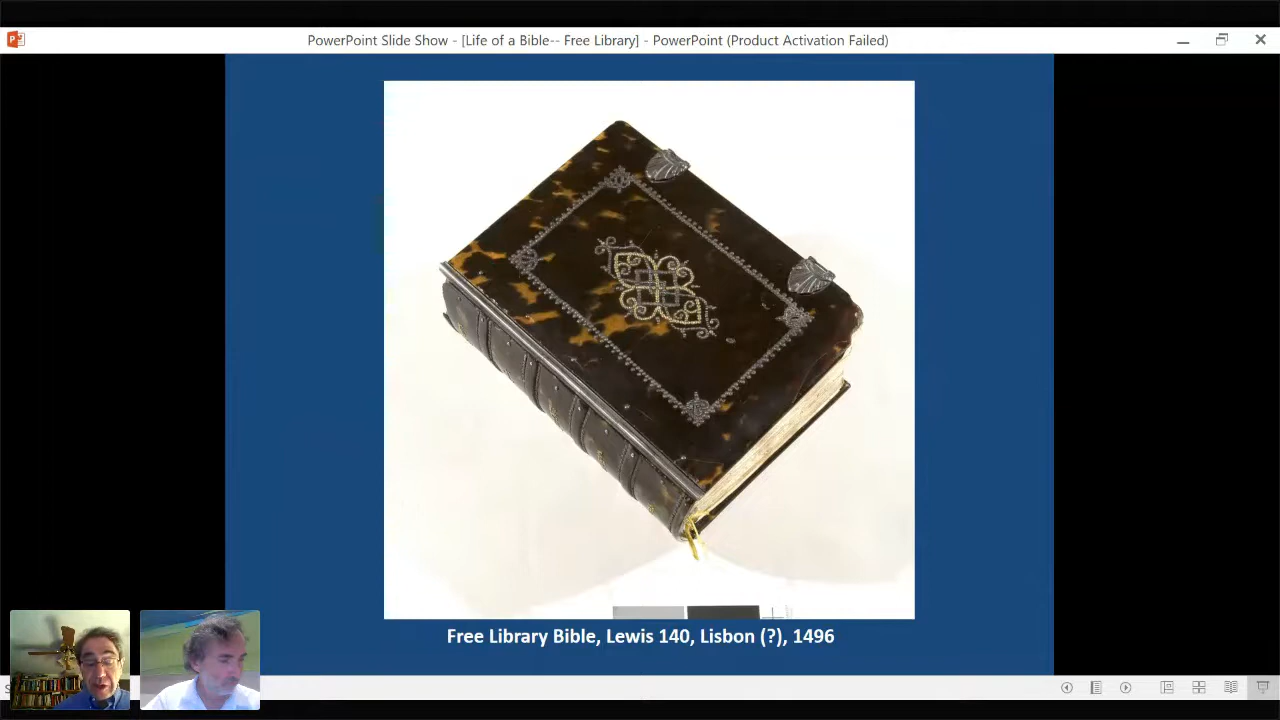 PowerPoint Slide Show - [Life of a Bible-- Free Library] - PowerPoint (Product Activation Failed)
Free Library Bible, Lewis 140, Lisbon (?), 1496